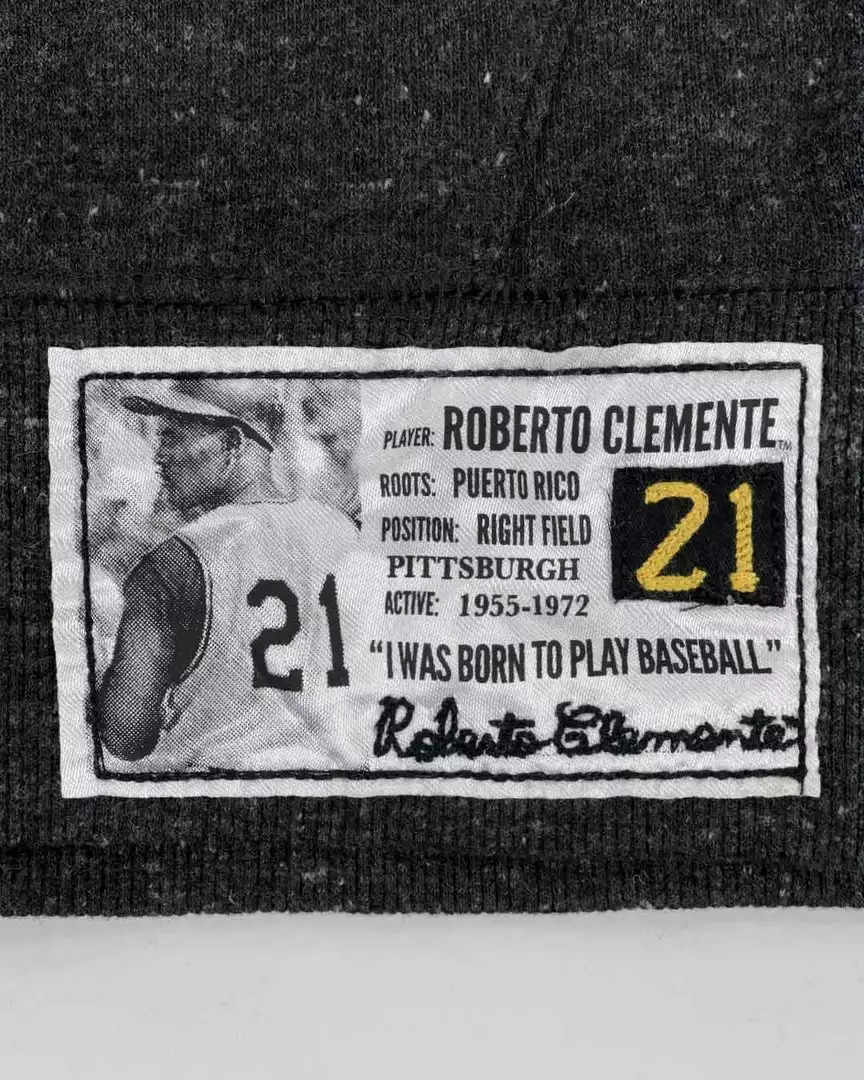 PLAYER: ROBERTO CLEMENTE™
ROOTS: PUERTO RICO
POSITION: RIGHT FIELD
PITTSBURGH
ACTIVE: 1955-1972
21
"I WAS BORN TO PLAY BASEBALL"
Roberto Clemente
21